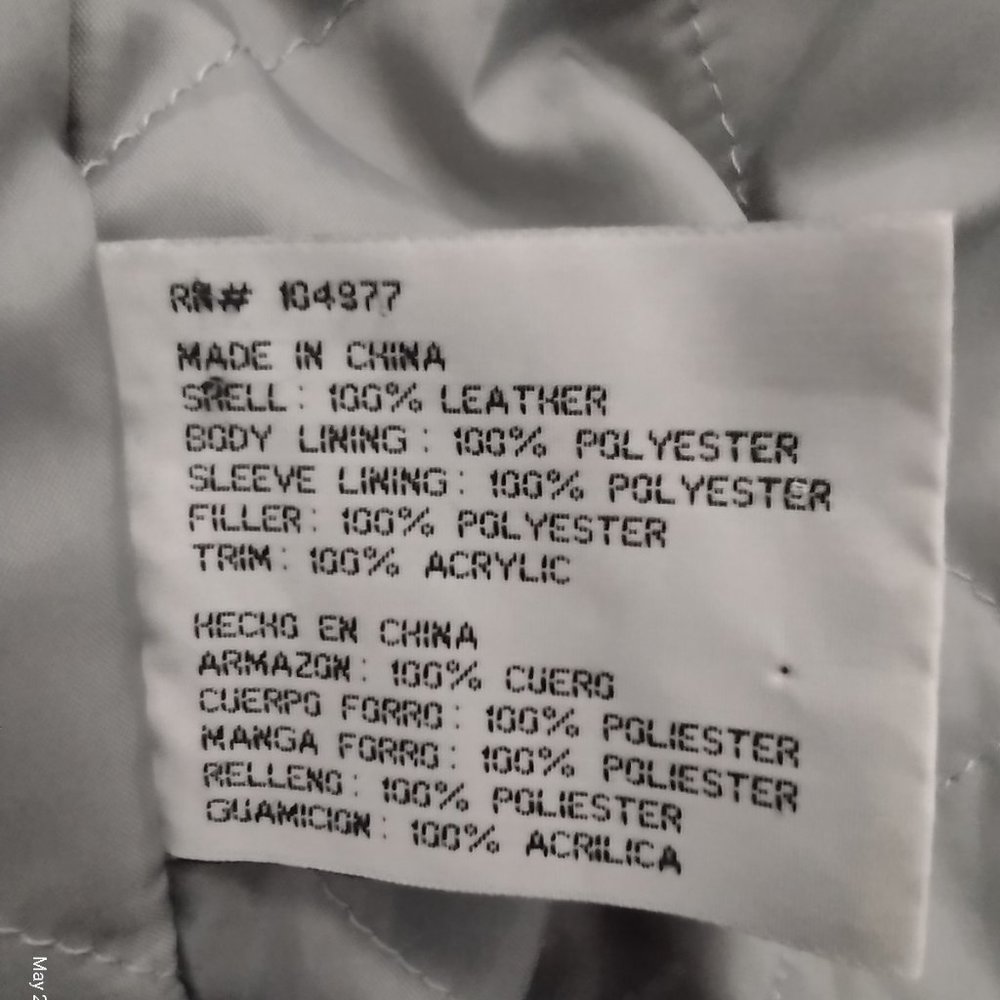 RN# 104977
MADE IN CHINA
SHELL: 100% LEATHER
BODY LINING: 100% POLYESTER
SLEEVE LINING: 100% POLYESTER
FILLER: 100% POLYESTER
TRIM: 100% ACRYLIC
HECHO EN CHINA
ARMAZON: 100% CUERO
CUERPO FORRO: 100% POLIESTER
MANGA FORRO: 100% POLIESTER
RELLENO: 100% POLIESTER
GUAMICION: 100% ACRILICA
May